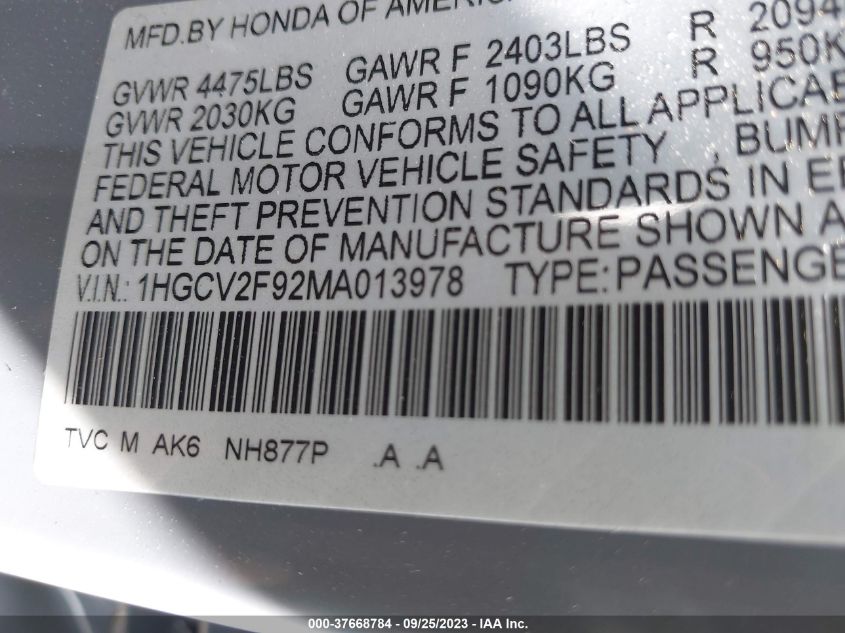 MFD.BY HONDA OF AMERICA
GVWR 4475LBS GAWR F 2403LBS R 2094
GVWR 2030KG GAWR F 1090KG R 950K
THIS VEHICLE CONFORMS TO ALL APPLICAB
FEDERAL MOTOR VEHICLE SAFETY , BUMP
AND THEFT PREVENTION STANDARDS IN E
ON THE DATE OF MANUFACTURE SHOWN A
V.I.N.: 1HGCV2F92MA013978 TYPE:PASSENGE
TVC M AK6 NH877P .A .A
000-37668784 - 09/25/2023 - IAA Inc.